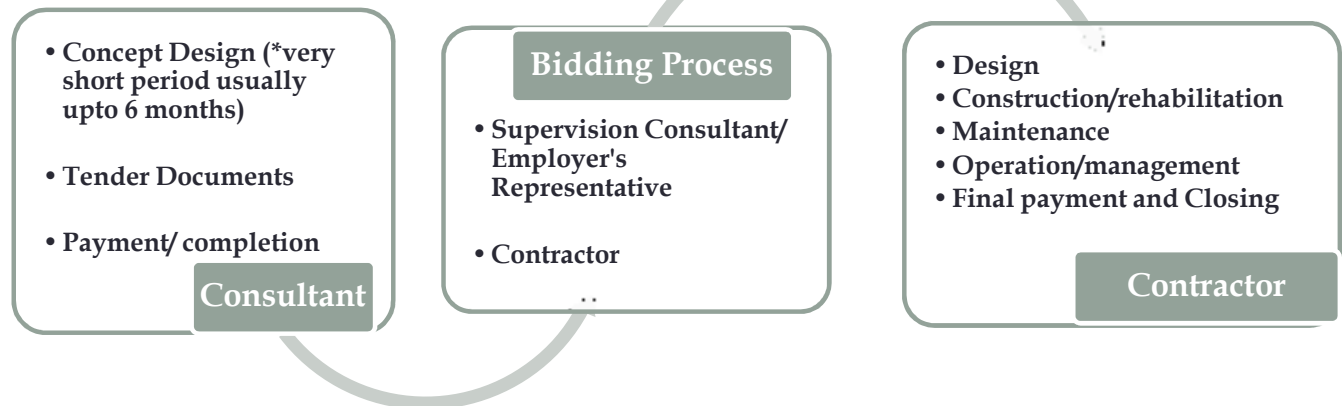 • Concept Design (*very
short period usually
upto 6 months)
• Tender Documents
• Payment/ completion
Consultant
Bidding Process
• Supervision Consultant/
Employer's
Representative
• Contractor
• Design
• Construction/rehabilitation
• Maintenance
• Operation/management
• Final payment and Closing
Contractor